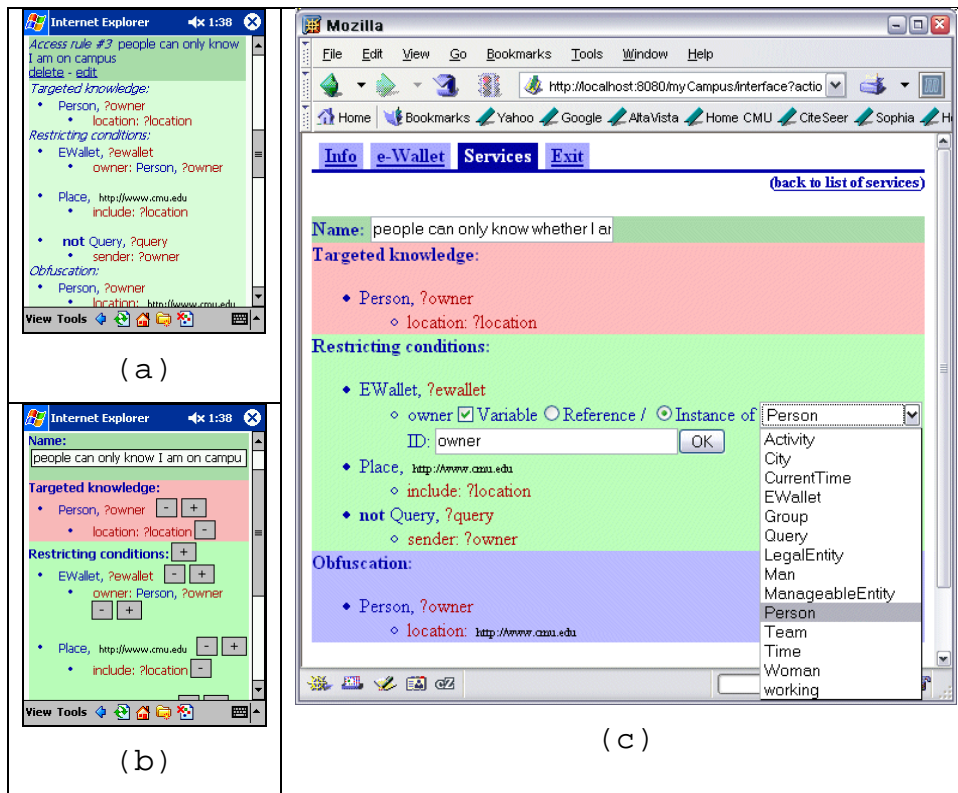 Internet Explorer 1:38
Access rule #3 people can only know
I am on campus
delete - edit
Targeted knowledge:
Person, ?owner
location: ?location
Restricting conditions:
EWallet, ?ewallet
owner: Person, ?owner
Place, http://www.cmu.edu
include: ?location
not Query, ?query
sender: ?owner
Obfuscation:
Person, ?owner
location: http://www.cmu.edu
View Tools
(a)
Internet Explorer 1:38
Name:
people can only know I am on campu
Targeted knowledge:
Person, ?owner - +
location: ?location -
Restricting conditions: +
EWallet, ?ewallet - +
owner: Person, ?owner
- +
Place, http://www.cmu.edu - +
include: ?location -
View Tools
(b)
Mozilla
File Edit View Go Bookmarks Tools Window Help
http://localhost:8080/myCampus/interface?actio
Home Bookmarks Yahoo Google AltaVista Home CMU CiteSeer Sophia H
Info e-Wallet Services Exit
(back to list of services)
Name: people can only know whether I ar
Targeted knowledge:
Person, ?owner
location: ?location
Restricting conditions:
EWallet, ?ewallet
owner Variable Reference / Instance of Person
ID: owner OK
Place, http://www.cmu.edu
include: ?location
not Query, ?query
sender: ?owner
Obfuscation:
Person, ?owner
location: http://www.cmu.edu
Activity
City
CurrentTime
EWallet
Group
Query
LegalEntity
Man
ManageableEntity
Person
Team
Time
Woman
working
(c)